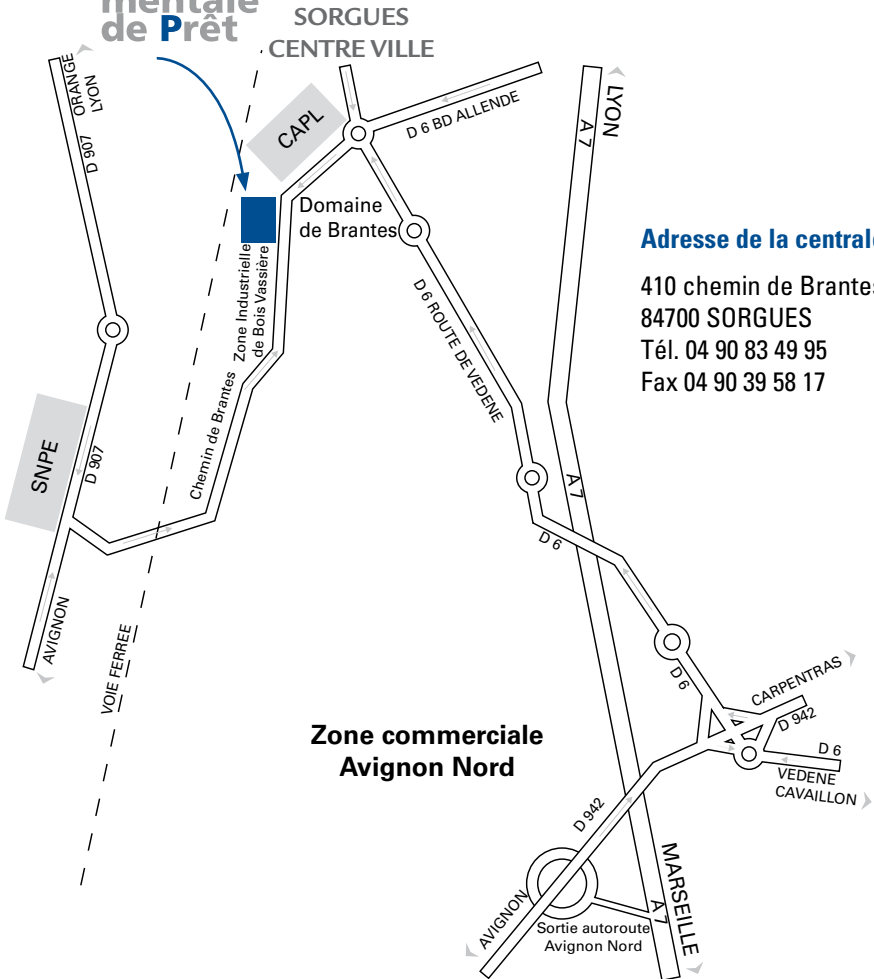 mentale
de Prêt
SORGUES
CENTRE VILLE
ORANGE
LYON
D 907
CAPL
D 6 BD ALLENDE
LYON
A 7
Domaine
de Brantes
Zone Industrielle
de Bois Vassière
Adresse de la centrale
410 chemin de Brantes
84700 SORGUES
Tél. 04 90 83 49 95
Fax 04 90 39 58 17
D 6 ROUTE DE VEDENE
Chemin de Brantes
SNPE
D 907
A 7
D 6
AVIGNON
VOIE FERREE
D 6
CARPENTRAS
D 942
Zone commerciale
Avignon Nord
D 6
VEDENE
CAVAILLON
D 942
MARSEILLE
A 7
AVIGNON
Sortie autoroute
Avignon Nord